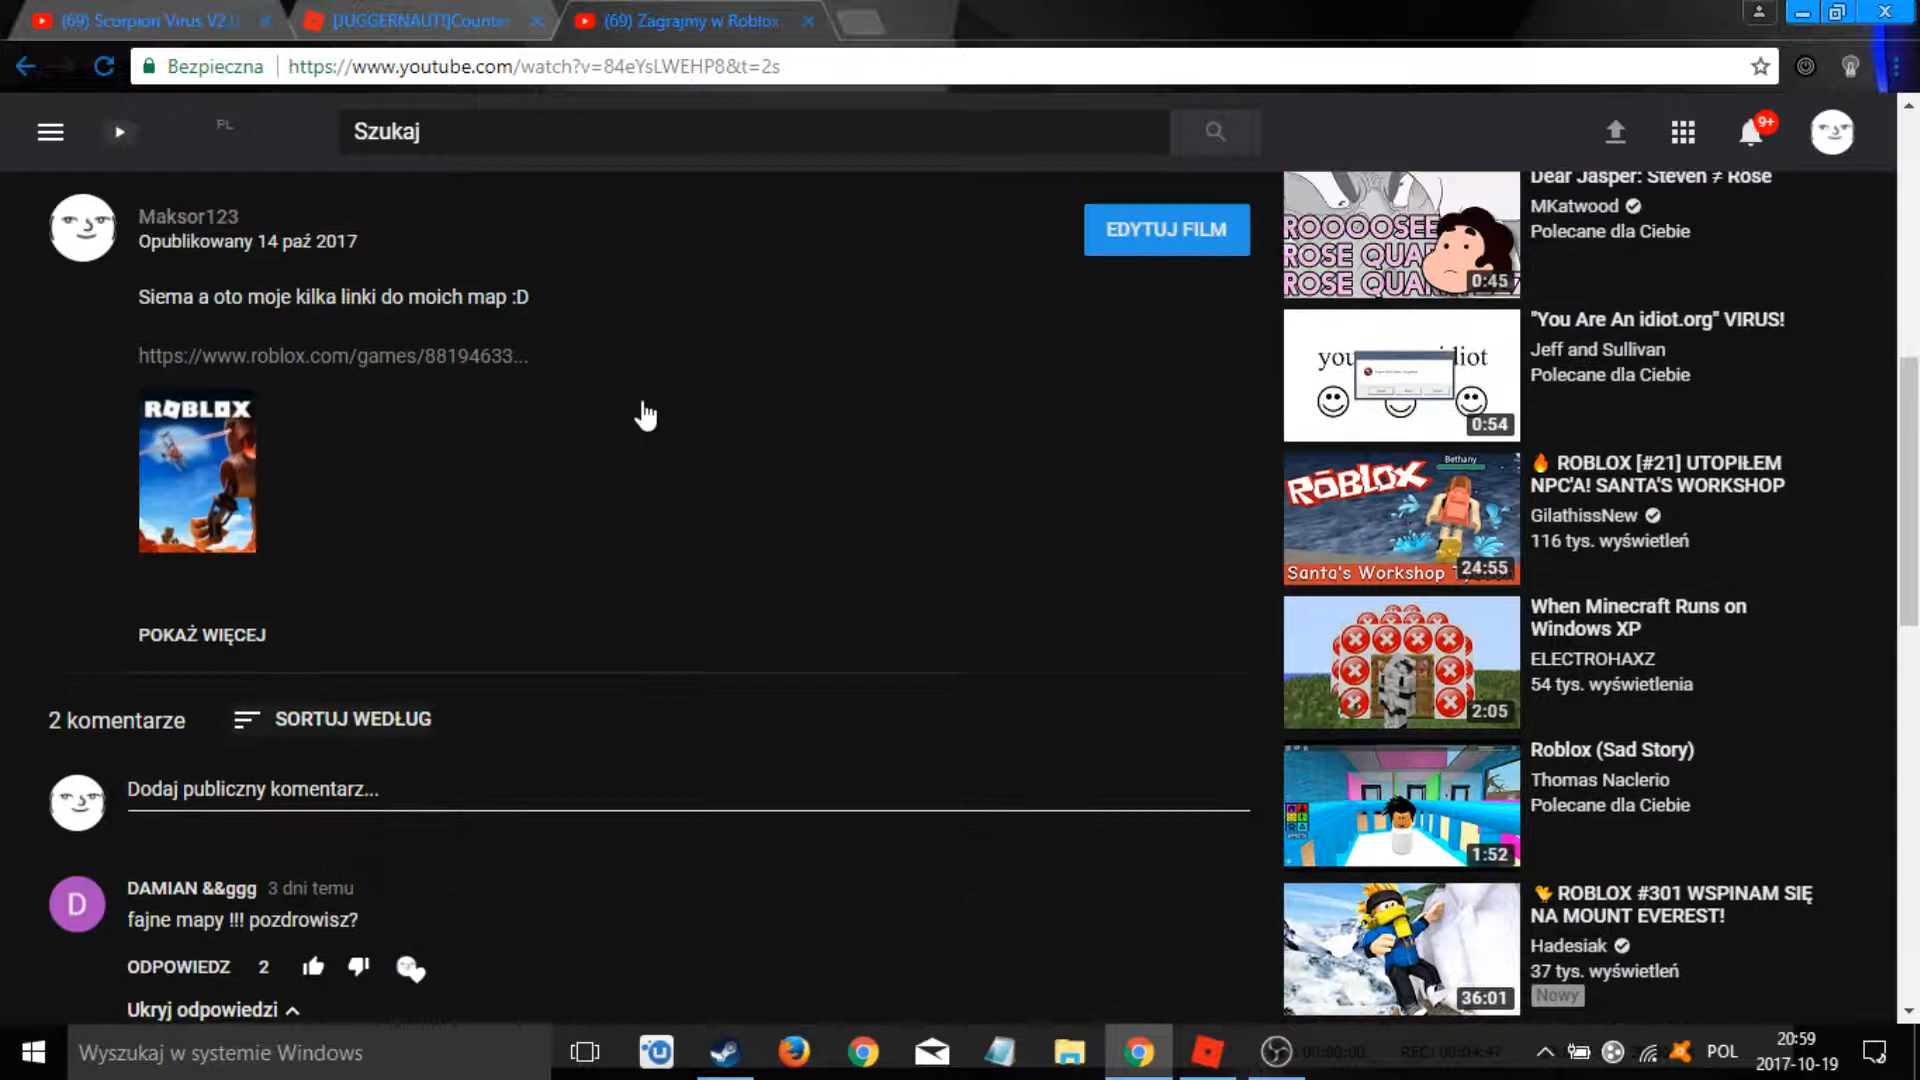 (69) Scorpion Virus V2.0
[JUGGERNAUT!]Counter
(69) Zagrajmy w Roblox
Bezpieczna
https://www.youtube.com/watch?v=84eYsLWEHP8&t=2s
PL
Szukaj
9+
Maksor123
Opublikowany 14 paź 2017
EDYTUJ FILM
Siema a oto moje kilka linki do moich map :D
https://www.roblox.com/games/88194633...
ROBLOX
POKAŻ WIĘCEJ
2 komentarze
SORTUJ WEDŁUG
Dodaj publiczny komentarz...
D
DAMIAN &&ggg 3 dni temu
fajne mapy !!! pozdrowisz?
ODPOWIEDZ 2
Ukryj odpowiedzi
ROOOOSEE
ROSE QUA
ROSE QUAR
0:45
Dear Jasper: Steven ≠ Rose
MKatwood
Polecane dla Ciebie
you
idiot
0:54
"You Are An idiot.org" VIRUS!
Jeff and Sullivan
Polecane dla Ciebie
Bethany
ROBLOX
24:55
Santa's Workshop
ROBLOX [#21] UTOPIŁEM
NPC'A! SANTA'S WORKSHOP
GilathissNew
116 tys. wyświetleń
2:05
When Minecraft Runs on
Windows XP
ELECTROHAXZ
54 tys. wyświetlenia
1:52
Roblox (Sad Story)
Thomas Naclerio
Polecane dla Ciebie
36:01
ROBLOX #301 WSPINAM SIĘ
NA MOUNT EVEREST!
Hadesiak
37 tys. wyświetleń
Nowy
Wyszukaj w systemie Windows
POL
20:59
2017-10-19